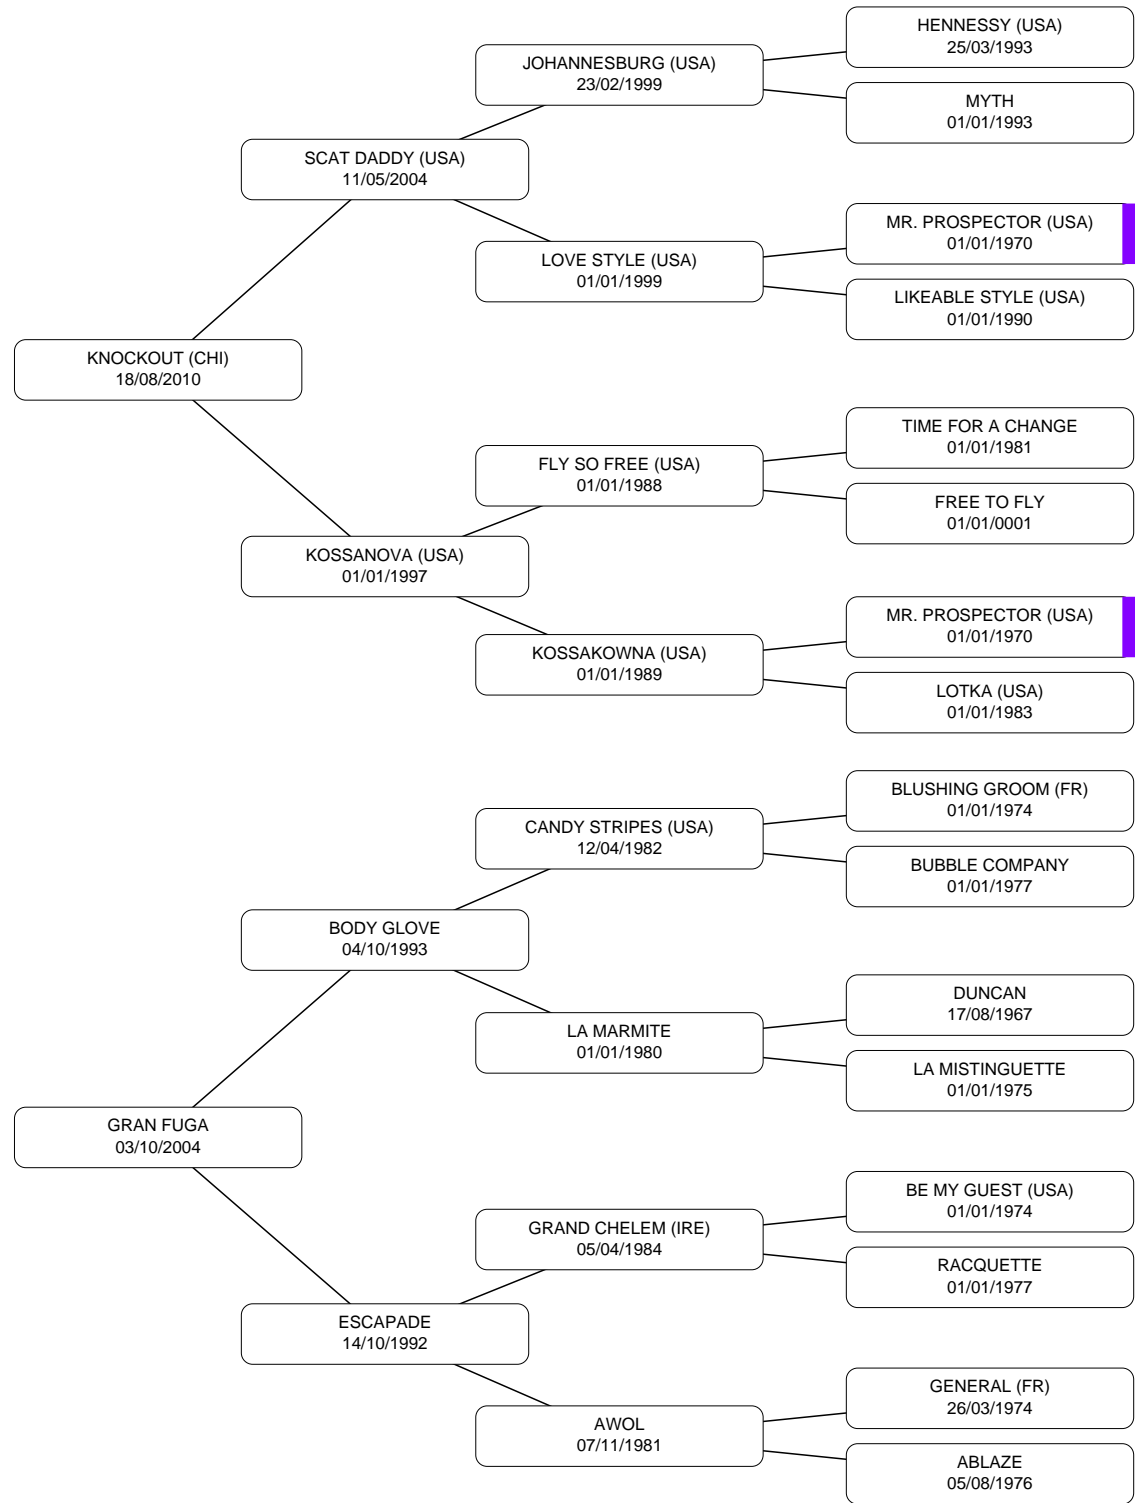 HENNESSY (USA)
25/03/1993
JOHANNESBURG (USA)
23/02/1999
MYTH
01/01/1993
SCAT DADDY (USA)
11/05/2004
MR. PROSPECTOR (USA)
01/01/1970
LOVE STYLE (USA)
01/01/1999
LIKEABLE STYLE (USA)
01/01/1990
KNOCKOUT (CHI)
18/08/2010
TIME FOR A CHANGE
01/01/1981
FLY SO FREE (USA)
01/01/1988
FREE TO FLY
01/01/0001
KOSSANOVA (USA)
01/01/1997
MR. PROSPECTOR (USA)
01/01/1970
KOSSAKOWNA (USA)
01/01/1989
LOTKA (USA)
01/01/1983
BLUSHING GROOM (FR)
01/01/1974
CANDY STRIPES (USA)
12/04/1982
BUBBLE COMPANY
01/01/1977
BODY GLOVE
04/10/1993
DUNCAN
17/08/1967
LA MARMITE
01/01/1980
LA MISTINGUETTE
01/01/1975
GRAN FUGA
03/10/2004
BE MY GUEST (USA)
01/01/1974
GRAND CHELEM (IRE)
05/04/1984
RACQUETTE
01/01/1977
ESCAPADE
14/10/1992
GENERAL (FR)
26/03/1974
AWOL
07/11/1981
ABLAZE
05/08/1976